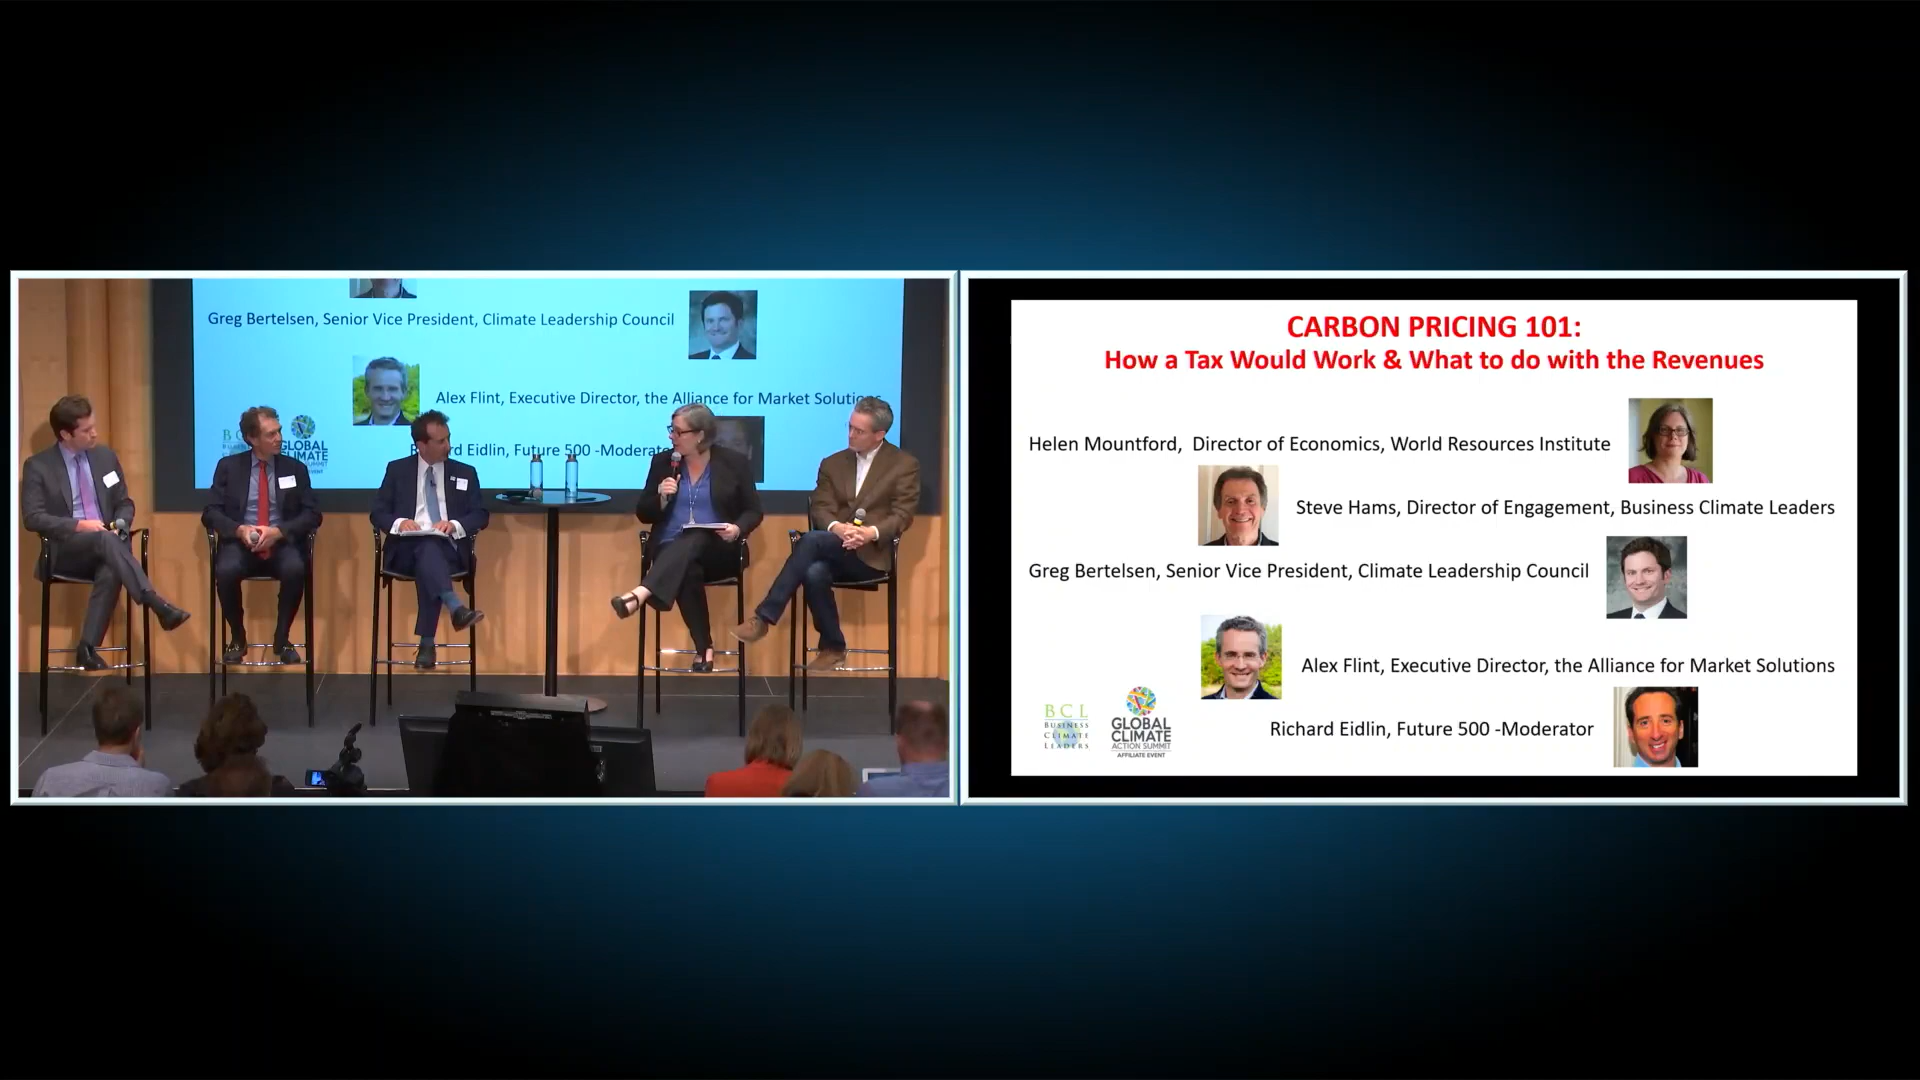 Greg Bertelsen, Senior Vice President, Climate Leadership Council
Alex Flint, Executive Director, the Alliance for Market Solutions
GLOBAL
CLIMATE
rd Eidlin, Future 500 -Moderato
CARBON PRICING 101:
How a Tax Would Work & What to do with the Revenues
Helen Mountford, Director of Economics, World Resources Institute
Steve Hams, Director of Engagement, Business Climate Leaders
Greg Bertelsen, Senior Vice President, Climate Leadership Council
Alex Flint, Executive Director, the Alliance for Market Solutions
Richard Eidlin, Future 500 -Moderator
BCL
BUSINESS
CLIMATE
LEADERS
GLOBAL
CLIMATE
ACTION SUMMIT
AFFILIATE EVENT